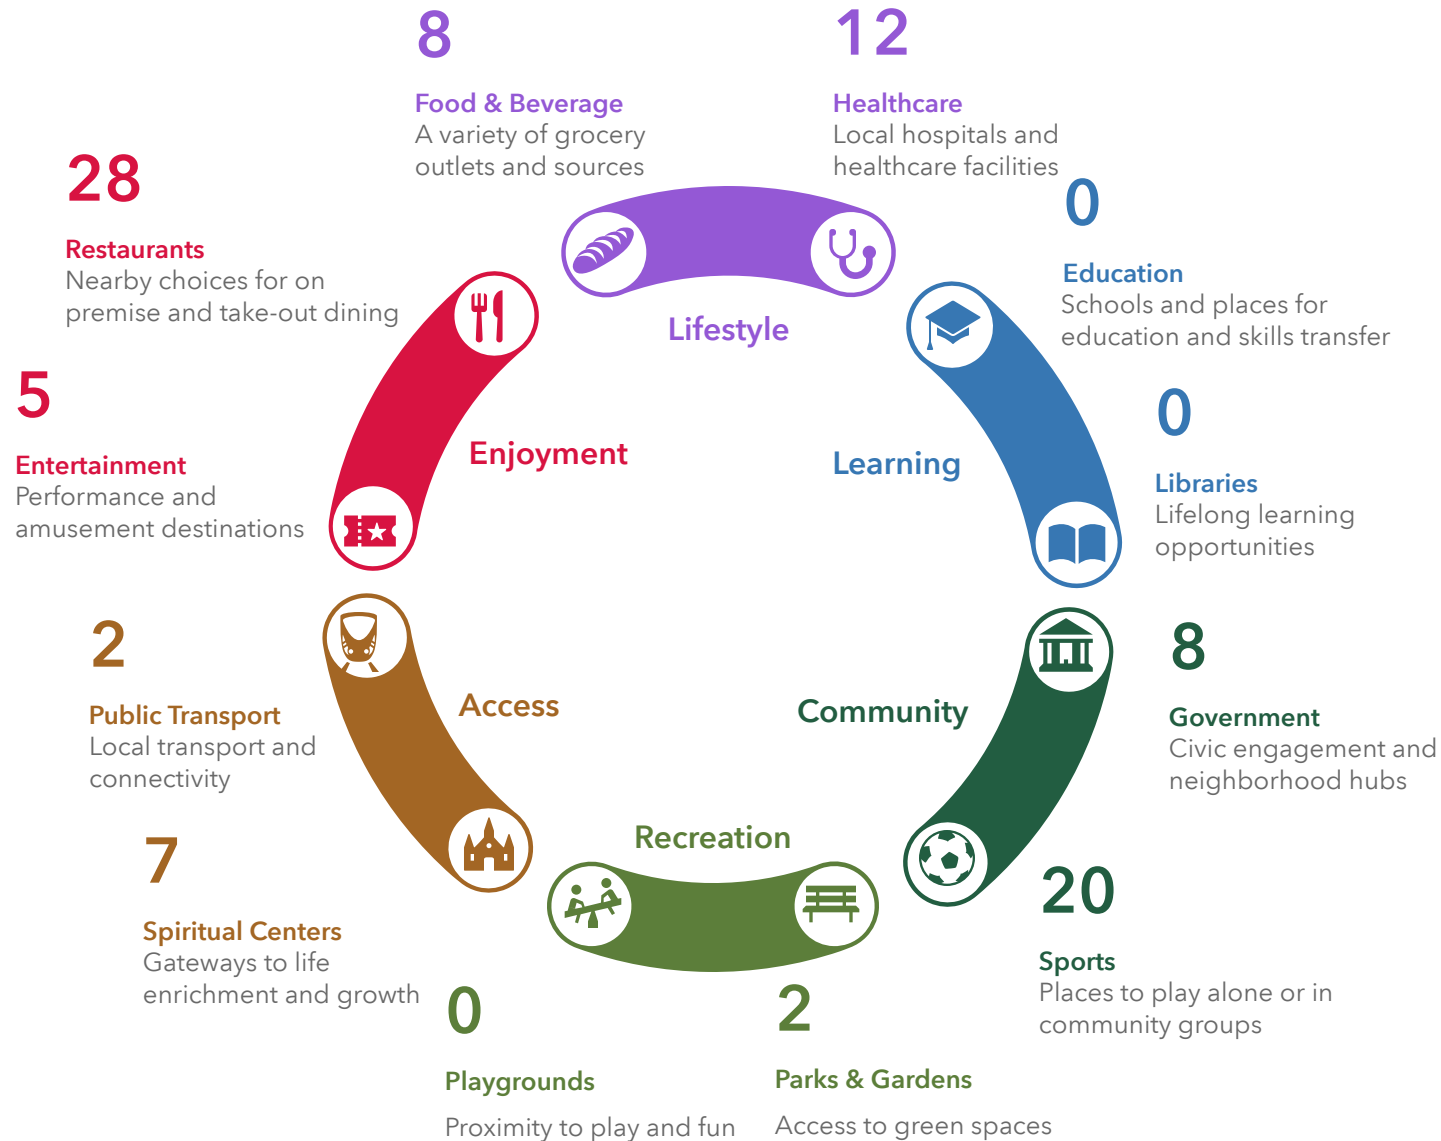 8
Food & Beverage
A variety of grocery
outlets and sources
12
Healthcare
Local hospitals and
healthcare facilities
28
Restaurants
Nearby choices for on
premise and take-out dining
0
Education
Schools and places for
education and skills transfer
Lifestyle
5
Entertainment
Performance and
amusement destinations
Enjoyment
Learning
0
Libraries
Lifelong learning
opportunities
2
Public Transport
Local transport and
connectivity
Access
Community
8
Government
Civic engagement and
neighborhood hubs
7
Spiritual Centers
Gateways to life
enrichment and growth
Recreation
20
Sports
Places to play alone or in
community groups
0
Playgrounds
Proximity to play and fun
2
Parks & Gardens
Access to green spaces